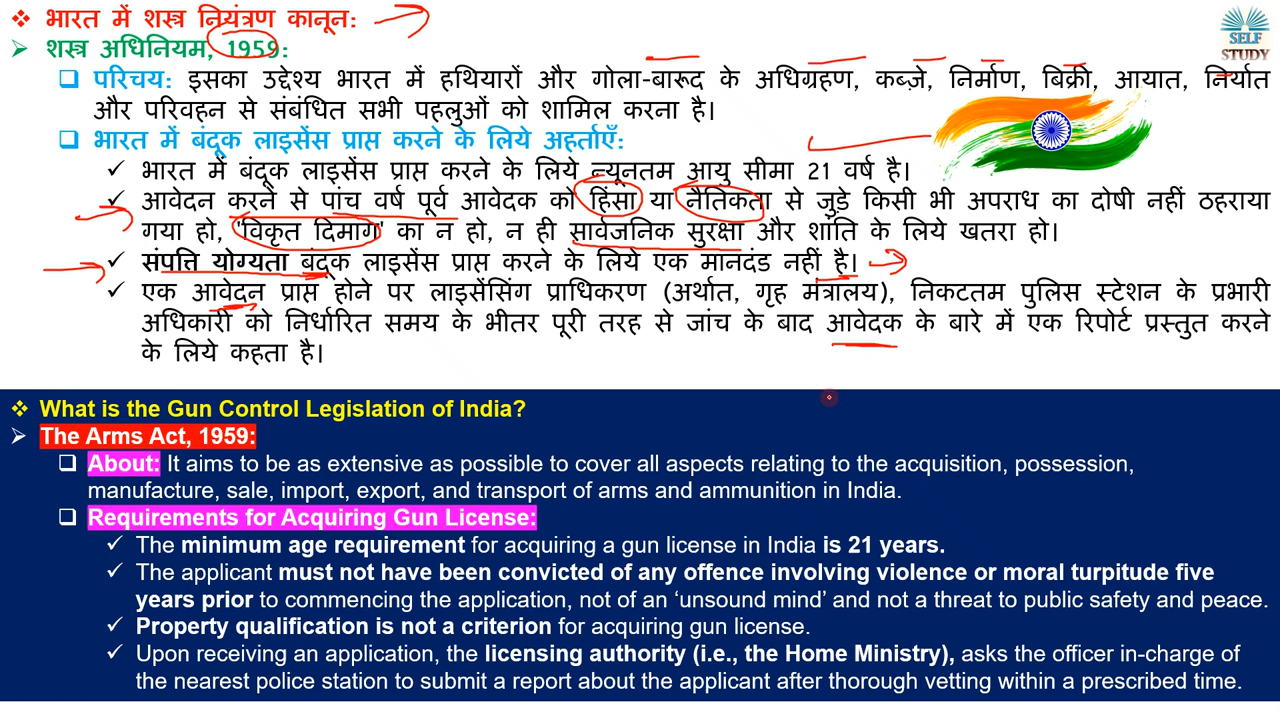 ❖ भारत में शस्त्र नियंत्रण कानून:
➢ शस्त्र अधिनियम, 1959:
❑ परिचय: इसका उद्देश्य भारत में हथियारों और गोला-बारूद के अधिग्रहण, कब्ज़े, निर्माण, बिक्री, आयात, निर्यात
और परिवहन से संबंधित सभी पहलुओं को शामिल करना है।
❑ भारत में बंदूक लाइसेंस प्राप्त करने के लिये अहर्ताएँ:
✓ भारत में बंदूक लाइसेंस प्राप्त करने के लिये न्यूनतम आयु सीमा 21 वर्ष है।
✓ आवेदन करने से पांच वर्ष पूर्व आवेदक को हिंसा या नैतिकता से जुड़े किसी भी अपराध का दोषी नहीं ठहराया
गया हो, 'विकृत दिमाग' का न हो, न ही सार्वजनिक सुरक्षा और शांति के लिये खतरा हो।
✓ संपत्ति योग्यता बंदूक लाइसेंस प्राप्त करने के लिये एक मानदंड नहीं है।
✓ एक आवेदन प्राप्त होने पर लाइसेंसिंग प्राधिकरण (अर्थात, गृह मंत्रालय), निकटतम पुलिस स्टेशन के प्रभारी
अधिकारी को निर्धारित समय के भीतर पूरी तरह से जांच के बाद आवेदक के बारे में एक रिपोर्ट प्रस्तुत करने
के लिये कहता है।
SELF
STUDY
❖ What is the Gun Control Legislation of India?
➢ The Arms Act, 1959:
❑ About: It aims to be as extensive as possible to cover all aspects relating to the acquisition, possession,
manufacture, sale, import, export, and transport of arms and ammunition in India.
❑ Requirements for Acquiring Gun License:
✓ The minimum age requirement for acquiring a gun license in India is 21 years.
✓ The applicant must not have been convicted of any offence involving violence or moral turpitude five
years prior to commencing the application, not of an ‘unsound mind’ and not a threat to public safety and peace.
✓ Property qualification is not a criterion for acquiring gun license.
✓ Upon receiving an application, the licensing authority (i.e., the Home Ministry), asks the officer in-charge of
the nearest police station to submit a report about the applicant after thorough vetting within a prescribed time.